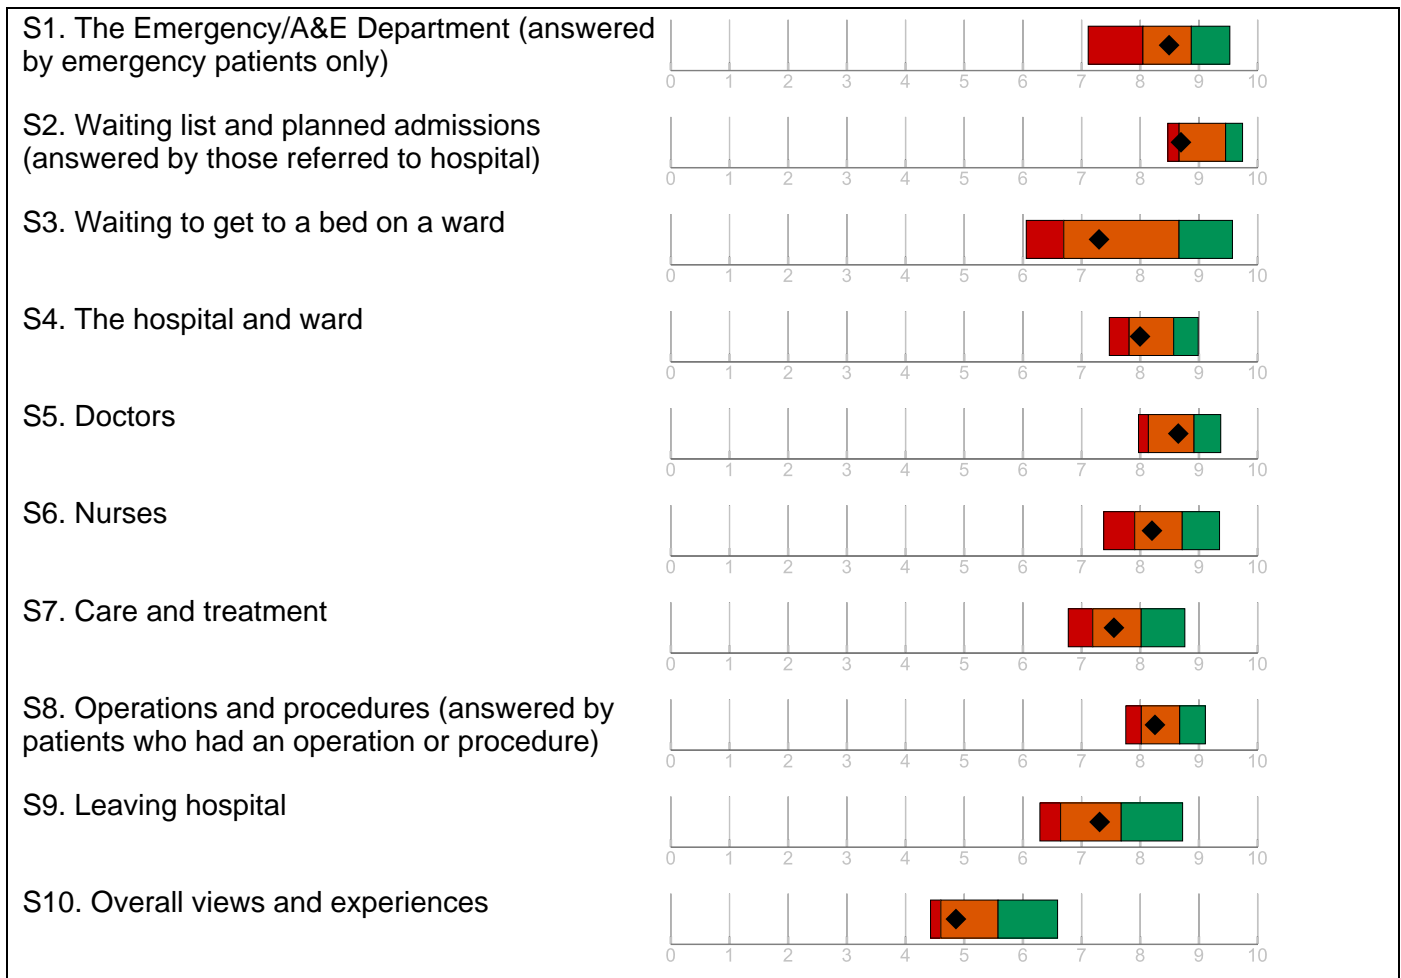 S1. The Emergency/A&E Department (answered
by emergency patients only)
0 1 2 3 4 5 6 7 8 9 10
S2. Waiting list and planned admissions
(answered by those referred to hospital)
0 1 2 3 4 5 6 7 8 9 10
S3. Waiting to get to a bed on a ward
0 1 2 3 4 5 6 7 8 9 10
S4. The hospital and ward
0 1 2 3 4 5 6 7 8 9 10
S5. Doctors
0 1 2 3 4 5 6 7 8 9 10
S6. Nurses
0 1 2 3 4 5 6 7 8 9 10
S7. Care and treatment
0 1 2 3 4 5 6 7 8 9 10
S8. Operations and procedures (answered by
patients who had an operation or procedure)
0 1 2 3 4 5 6 7 8 9 10
S9. Leaving hospital
0 1 2 3 4 5 6 7 8 9 10
S10. Overall views and experiences
0 1 2 3 4 5 6 7 8 9 10